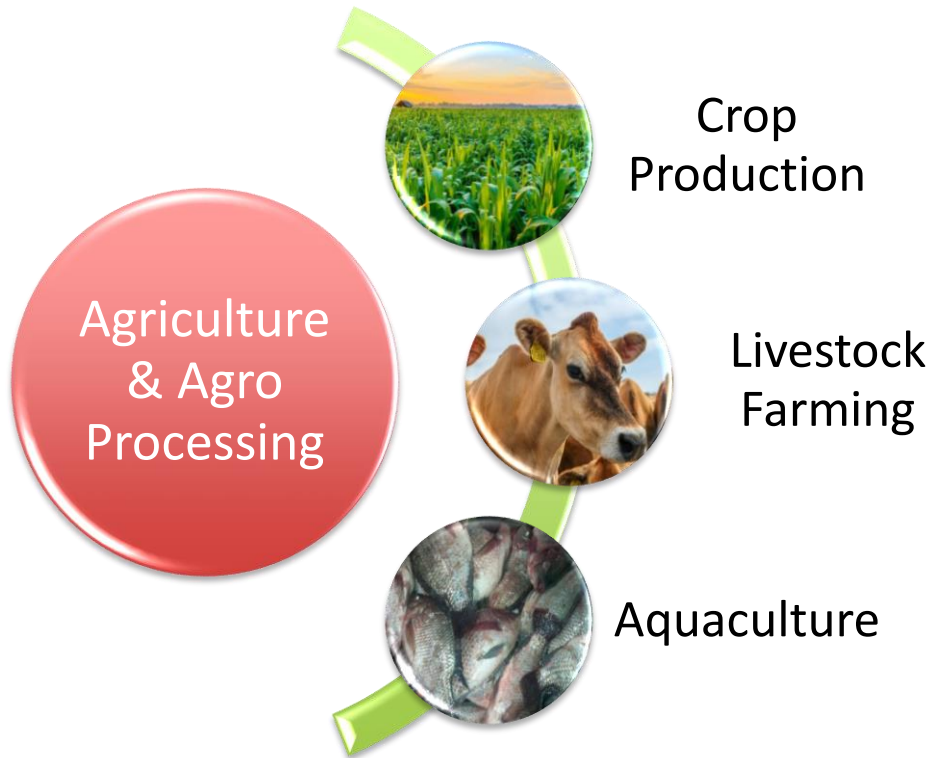 Agriculture
& Agro
Processing
Crop
Production
Livestock
Farming
Aquaculture